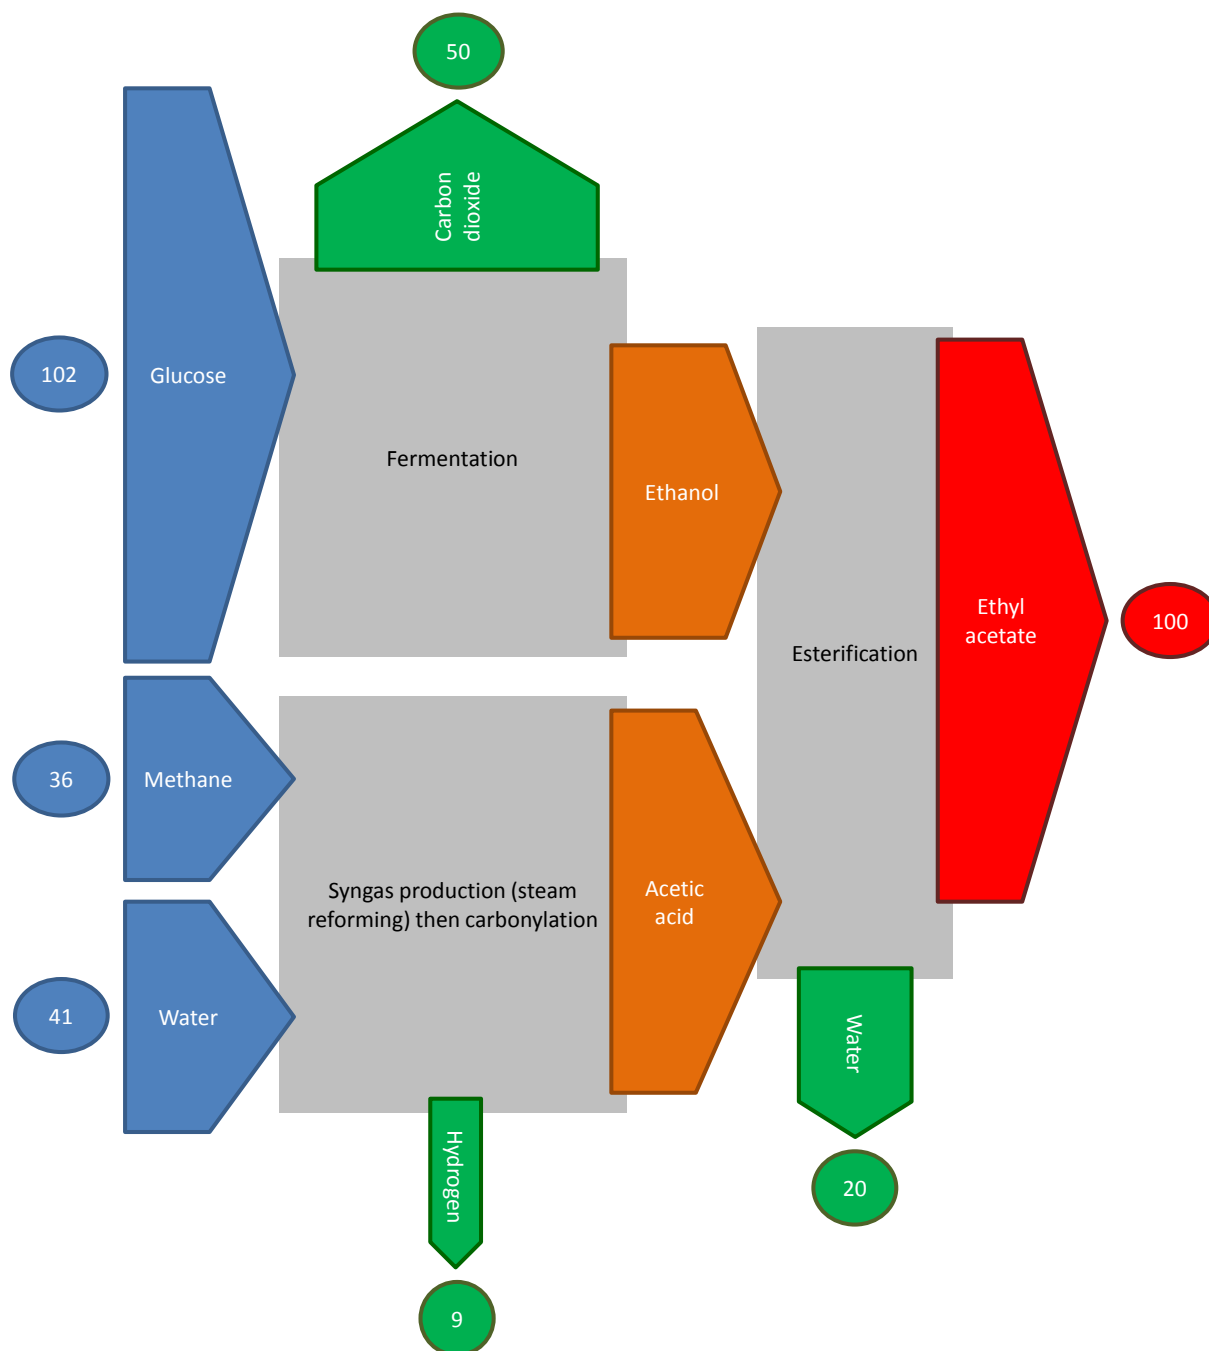 50
Carbon
dioxide
102
Glucose
Fermentation
Ethanol
Ethyl
acetate
100
Esterification
36
Methane
Syngas production (steam
reforming) then carbonylation
Acetic
acid
41
Water
Water
Hydrogen
20
9